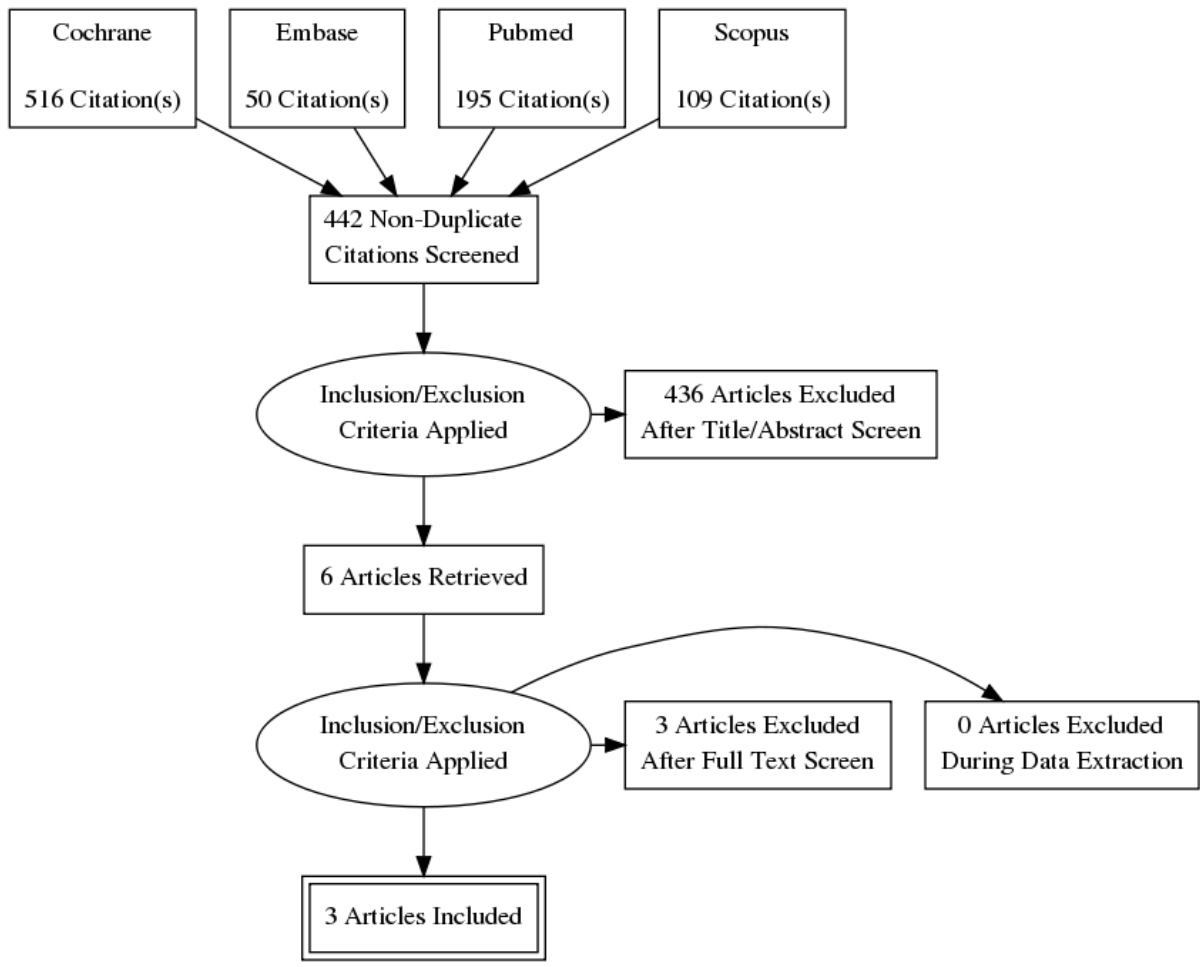 Cochrane
516 Citation(s)
Embase
50 Citation(s)
Pubmed
195 Citation(s)
Scopus
109 Citation(s)
442 Non-Duplicate
Citations Screened
Inclusion/Exclusion
Criteria Applied
436 Articles Excluded
After Title/Abstract Screen
6 Articles Retrieved
Inclusion/Exclusion
Criteria Applied
3 Articles Excluded
After Full Text Screen
0 Articles Excluded
During Data Extraction
3 Articles Included